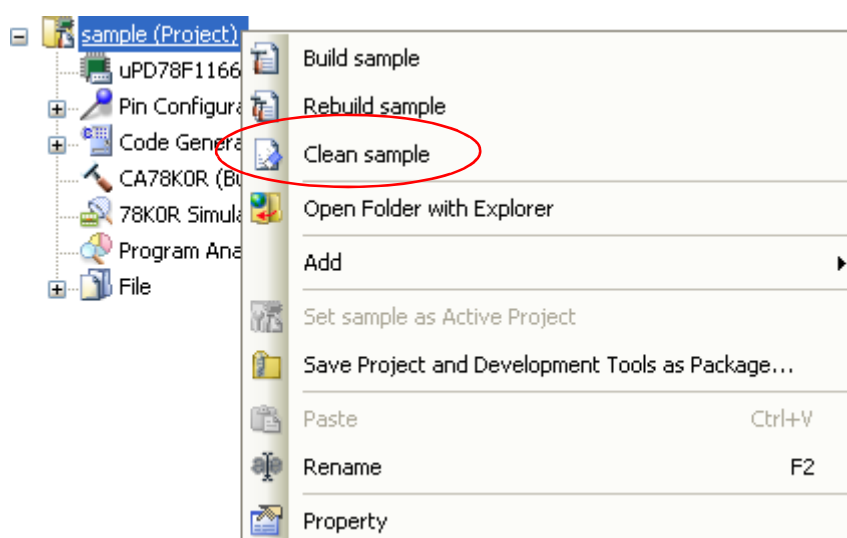 sample (Project)
uPD78F1166
Pin Configura
Code Genera
CA78K0R (Bu
78K0R Simula
Program Ana
File
Build sample
Rebuild sample
Clean sample
Open Folder with Explorer
Add
Set sample as Active Project
Save Project and Development Tools as Package...
Paste Ctrl+V
Rename F2
Property